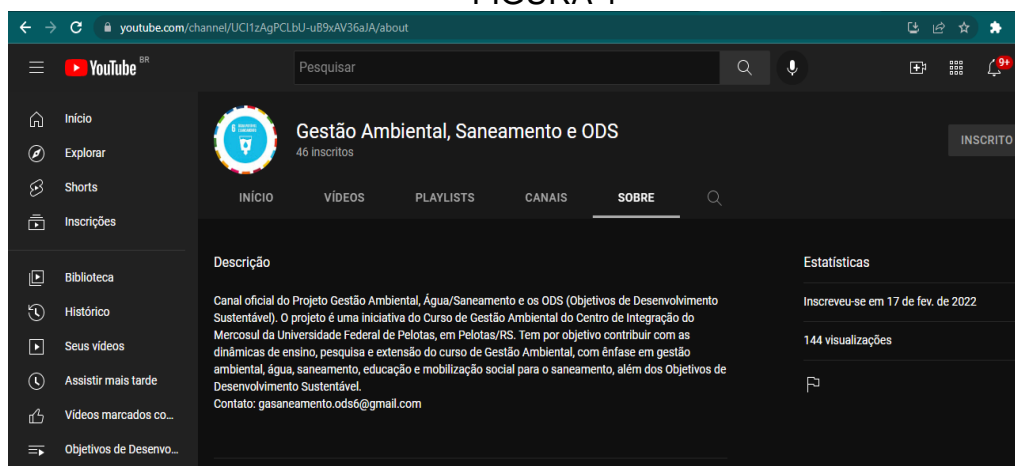 youtube.com/channel/UCI1zAgPCLbU-uB9xAV36aJA/about
YouTube BR
Pesquisar
9+
Início
Explorar
Shorts
Inscrições
Biblioteca
Histórico
Seus vídeos
Assistir mais tarde
Vídeos marcados co...
Objetivos de Desenvo...
Gestão Ambiental, Saneamento e ODS
46 inscritos
INSCRITO
INÍCIO VÍDEOS PLAYLISTS CANAIS SOBRE
Descrição
Canal oficial do Projeto Gestão Ambiental, Água/Saneamento e os ODS (Objetivos de Desenvolvimento
Sustentável). O projeto é uma iniciativa do Curso de Gestão Ambiental do Centro de Integração do
Mercosul da Universidade Federal de Pelotas, em Pelotas/RS. Tem por objetivo contribuir com as
dinâmicas de ensino, pesquisa e extensão do curso de Gestão Ambiental, com ênfase em gestão
ambiental, água, saneamento, educação e mobilização social para o saneamento, além dos Objetivos de
Desenvolvimento Sustentável.
Contato: gasaneamento.ods6@gmail.com
Estatísticas
Inscreveu-se em 17 de fev. de 2022
144 visualizações